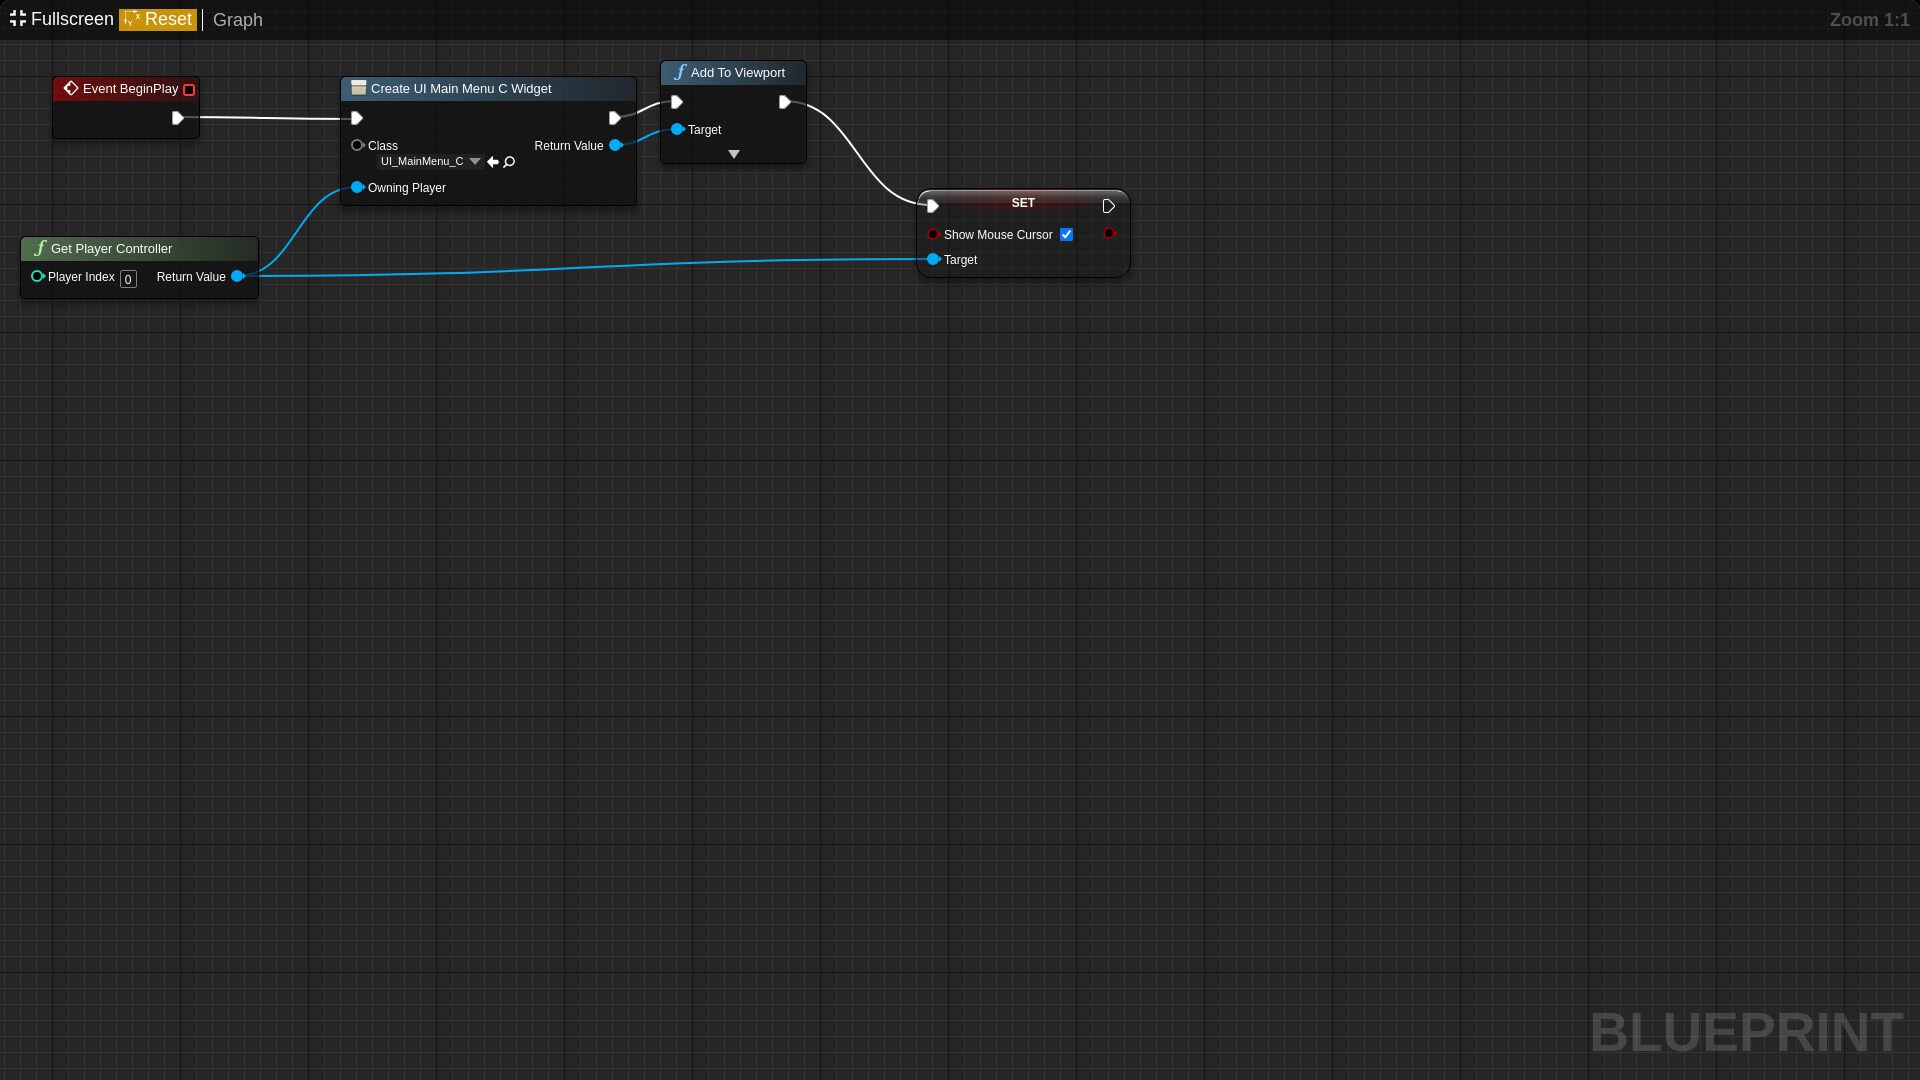 Fullscreen Reset Graph Zoom 1:1
Event BeginPlay
Create UI Main Menu C Widget
Class Return Value
UI_MainMenu_C
Owning Player
Add To Viewport
Target
Get Player Controller
Player Index 0 Return Value
SET
Show Mouse Cursor
Target
BLUEPRINT